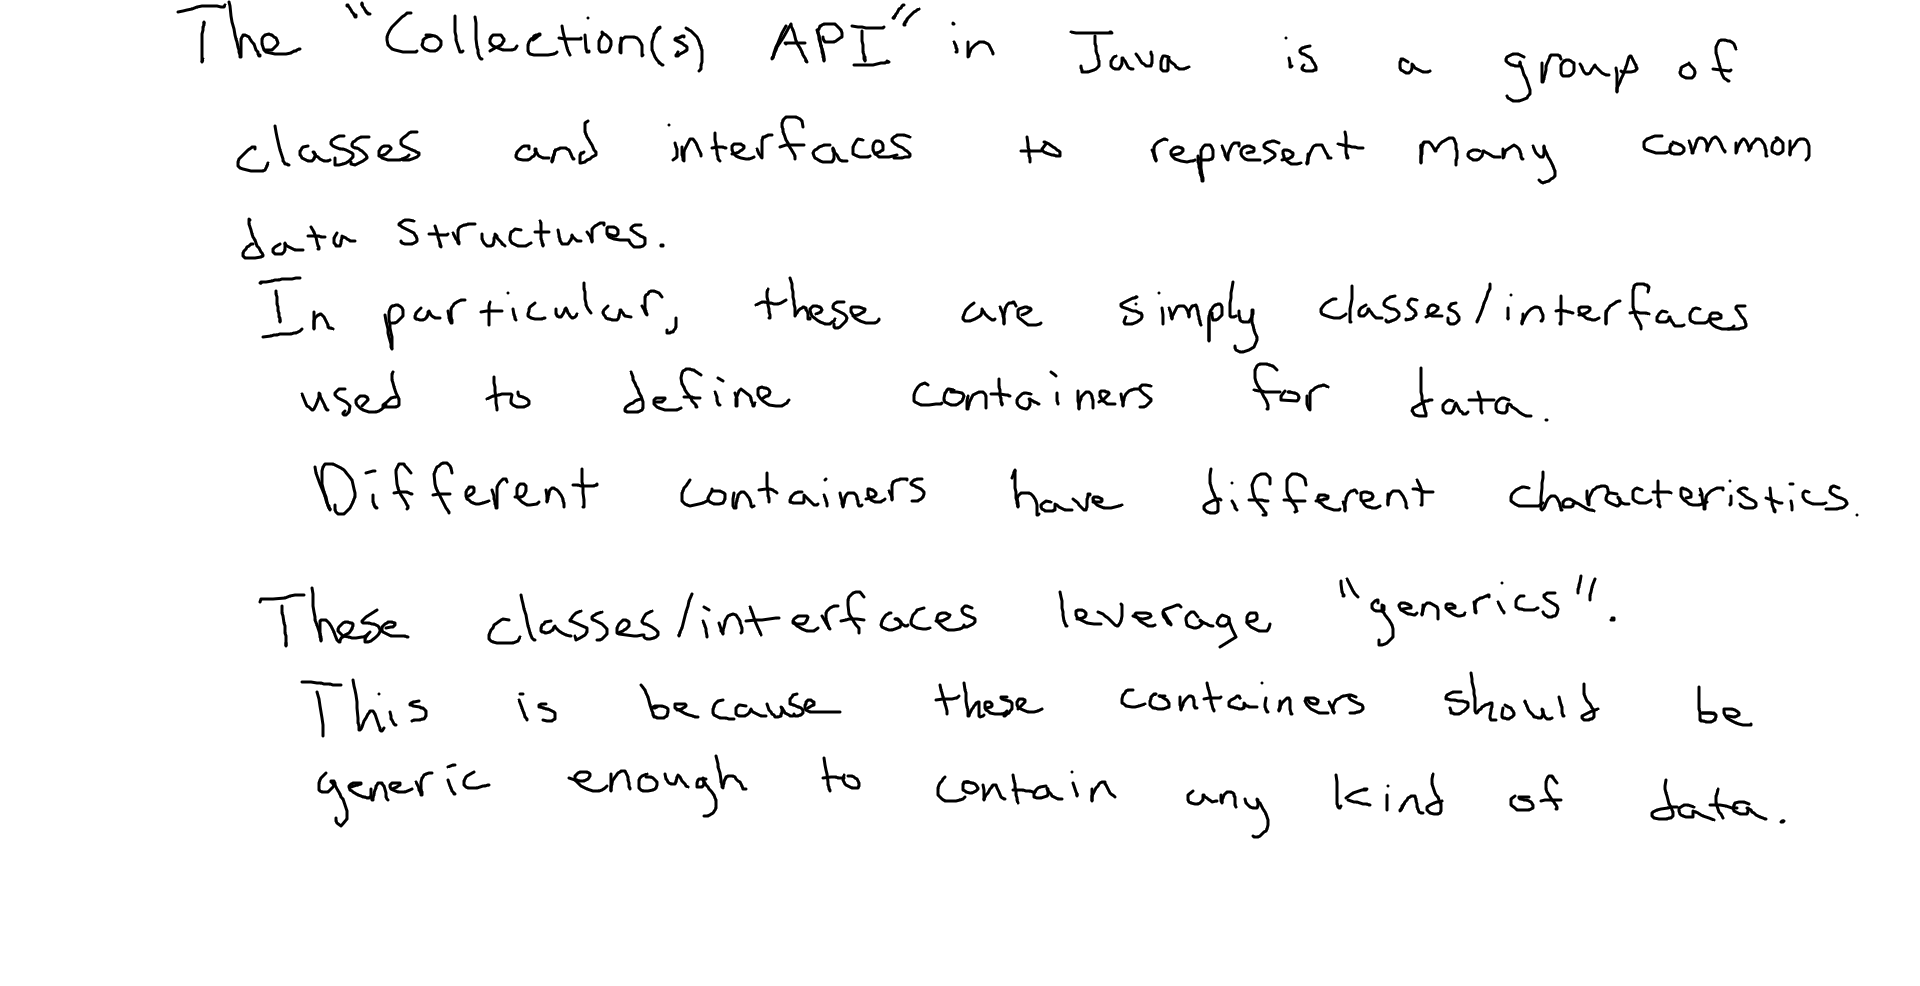 The "Collection(s) API" in Java is a group of
classes and interfaces to represent many common
data structures.
In particular, these are simply classes/interfaces
used to define containers for data.
Different containers have different characteristics.
These classes/interfaces leverage "generics".
This is because these containers should be
generic enough to contain any kind of data.